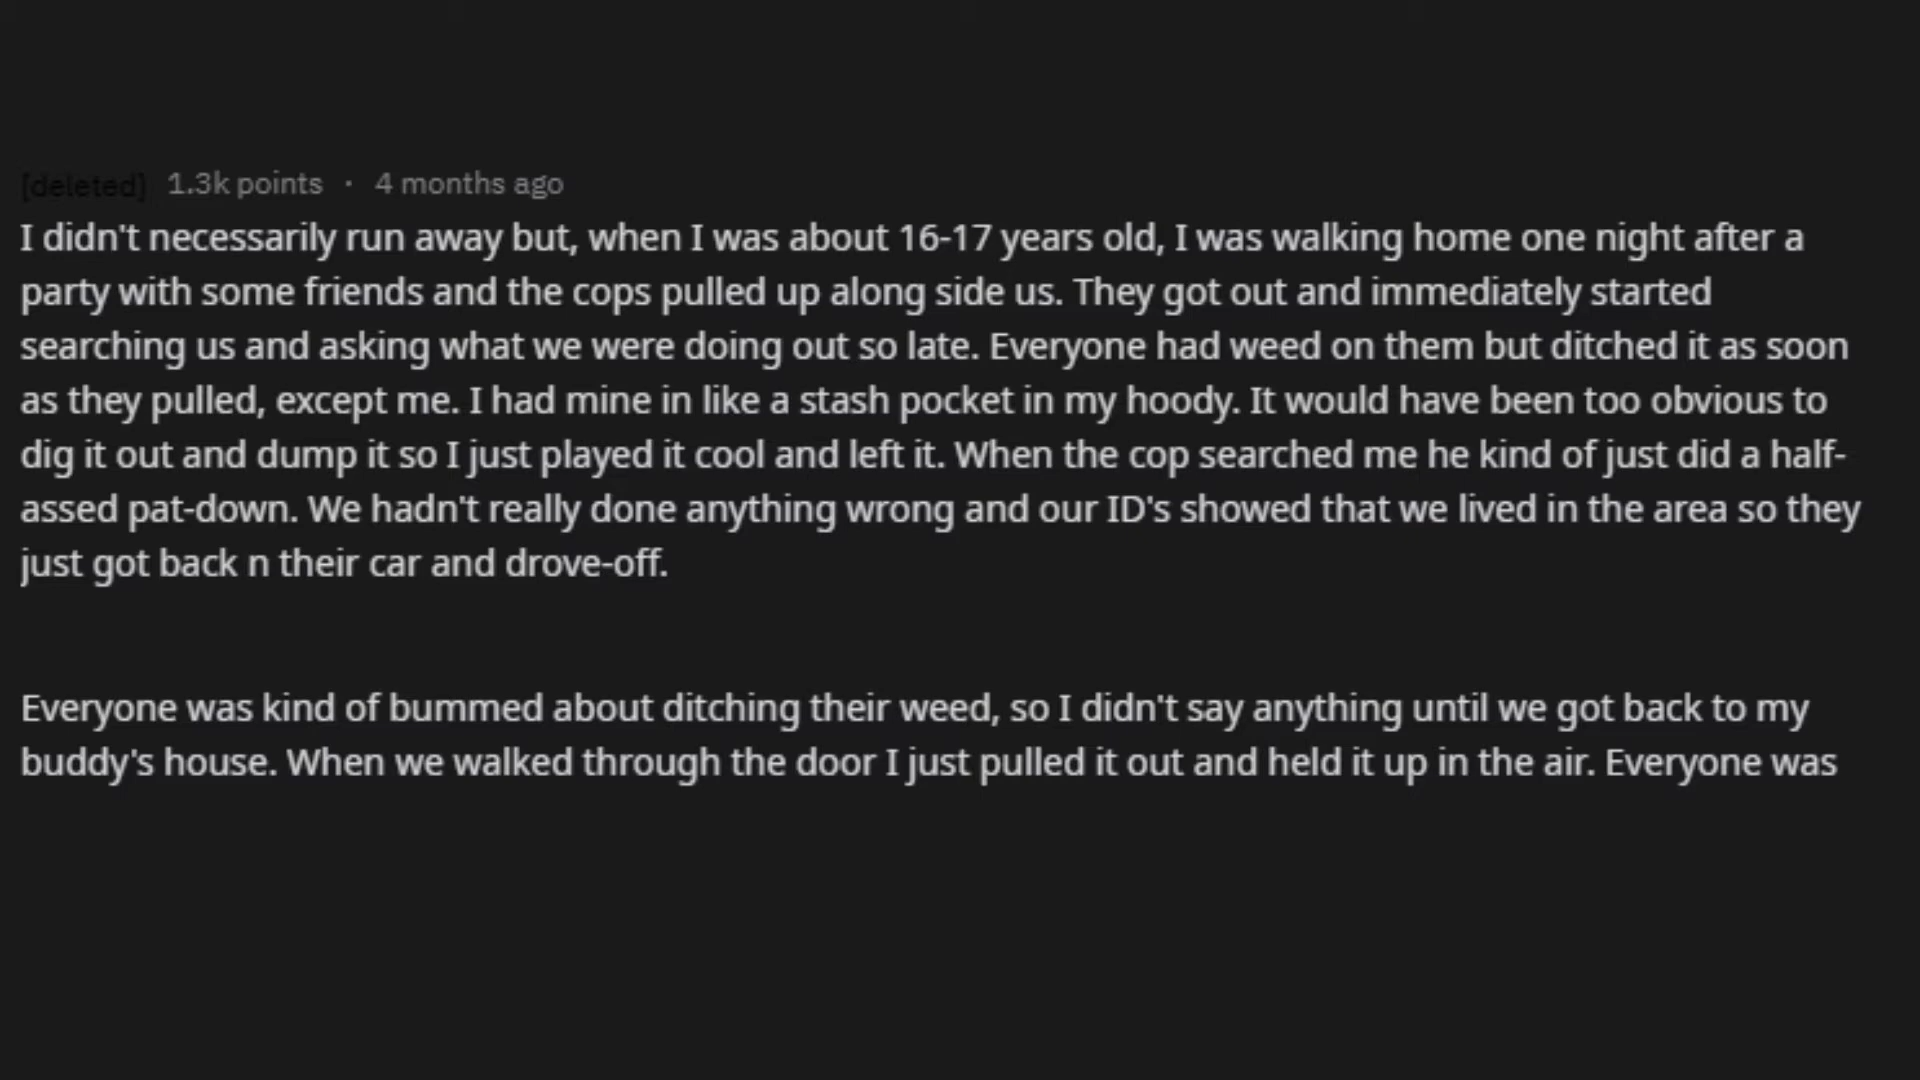 [deleted] 1.3k points · 4 months ago
I didn't necessarily run away but, when I was about 16-17 years old, I was walking home one night after a
party with some friends and the cops pulled up along side us. They got out and immediately started
searching us and asking what we were doing out so late. Everyone had weed on them but ditched it as soon
as they pulled, except me. I had mine in like a stash pocket in my hoody. It would have been too obvious to
dig it out and dump it so I just played it cool and left it. When the cop searched me he kind of just did a half-
assed pat-down. We hadn't really done anything wrong and our ID's showed that we lived in the area so they
just got back n their car and drove-off.
Everyone was kind of bummed about ditching their weed, so I didn't say anything until we got back to my
buddy's house. When we walked through the door I just pulled it out and held it up in the air. Everyone was